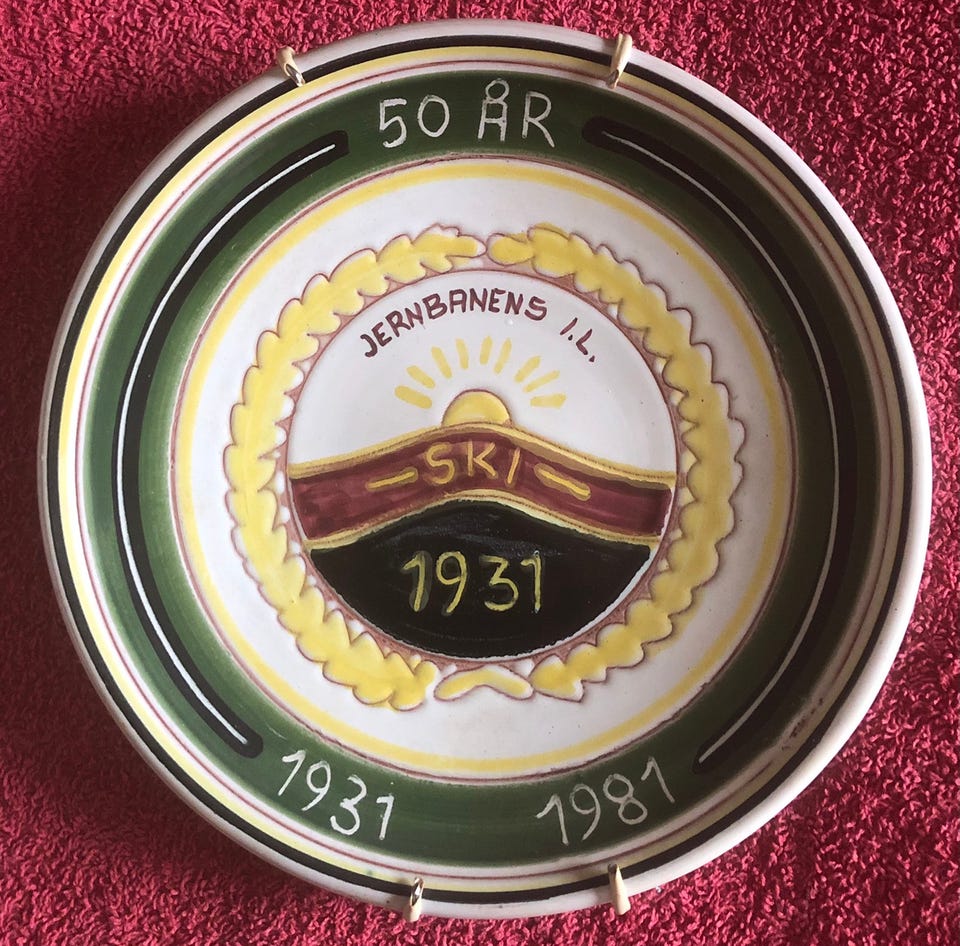 50 ÅR
JERNBANENS I.L.
-SKI-
1931
1931 1981